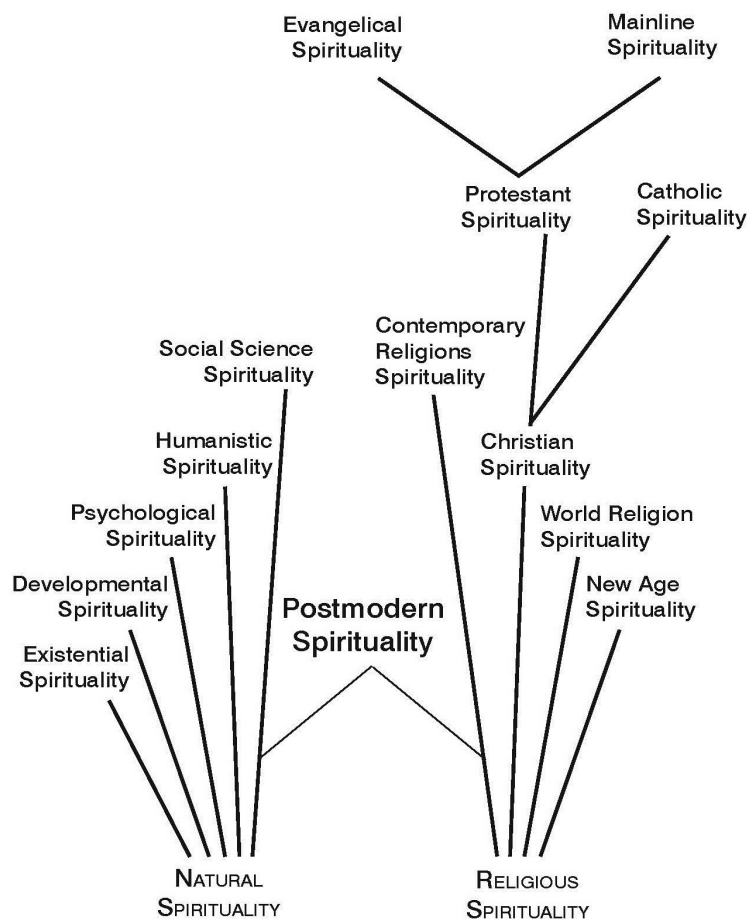 Evangelical
Spirituality
Mainline
Spirituality
Protestant
Spirituality
Catholic
Spirituality
Contemporary
Religions
Spirituality
Social Science
Spirituality
Humanistic
Spirituality
Christian
Spirituality
Psychological
Spirituality
World Religion
Spirituality
Developmental
Spirituality
New Age
Spirituality
Postmodern
Spirituality
Existential
Spirituality
NATURAL
SPIRITUALITY
RELIGIOUS
SPIRITUALITY